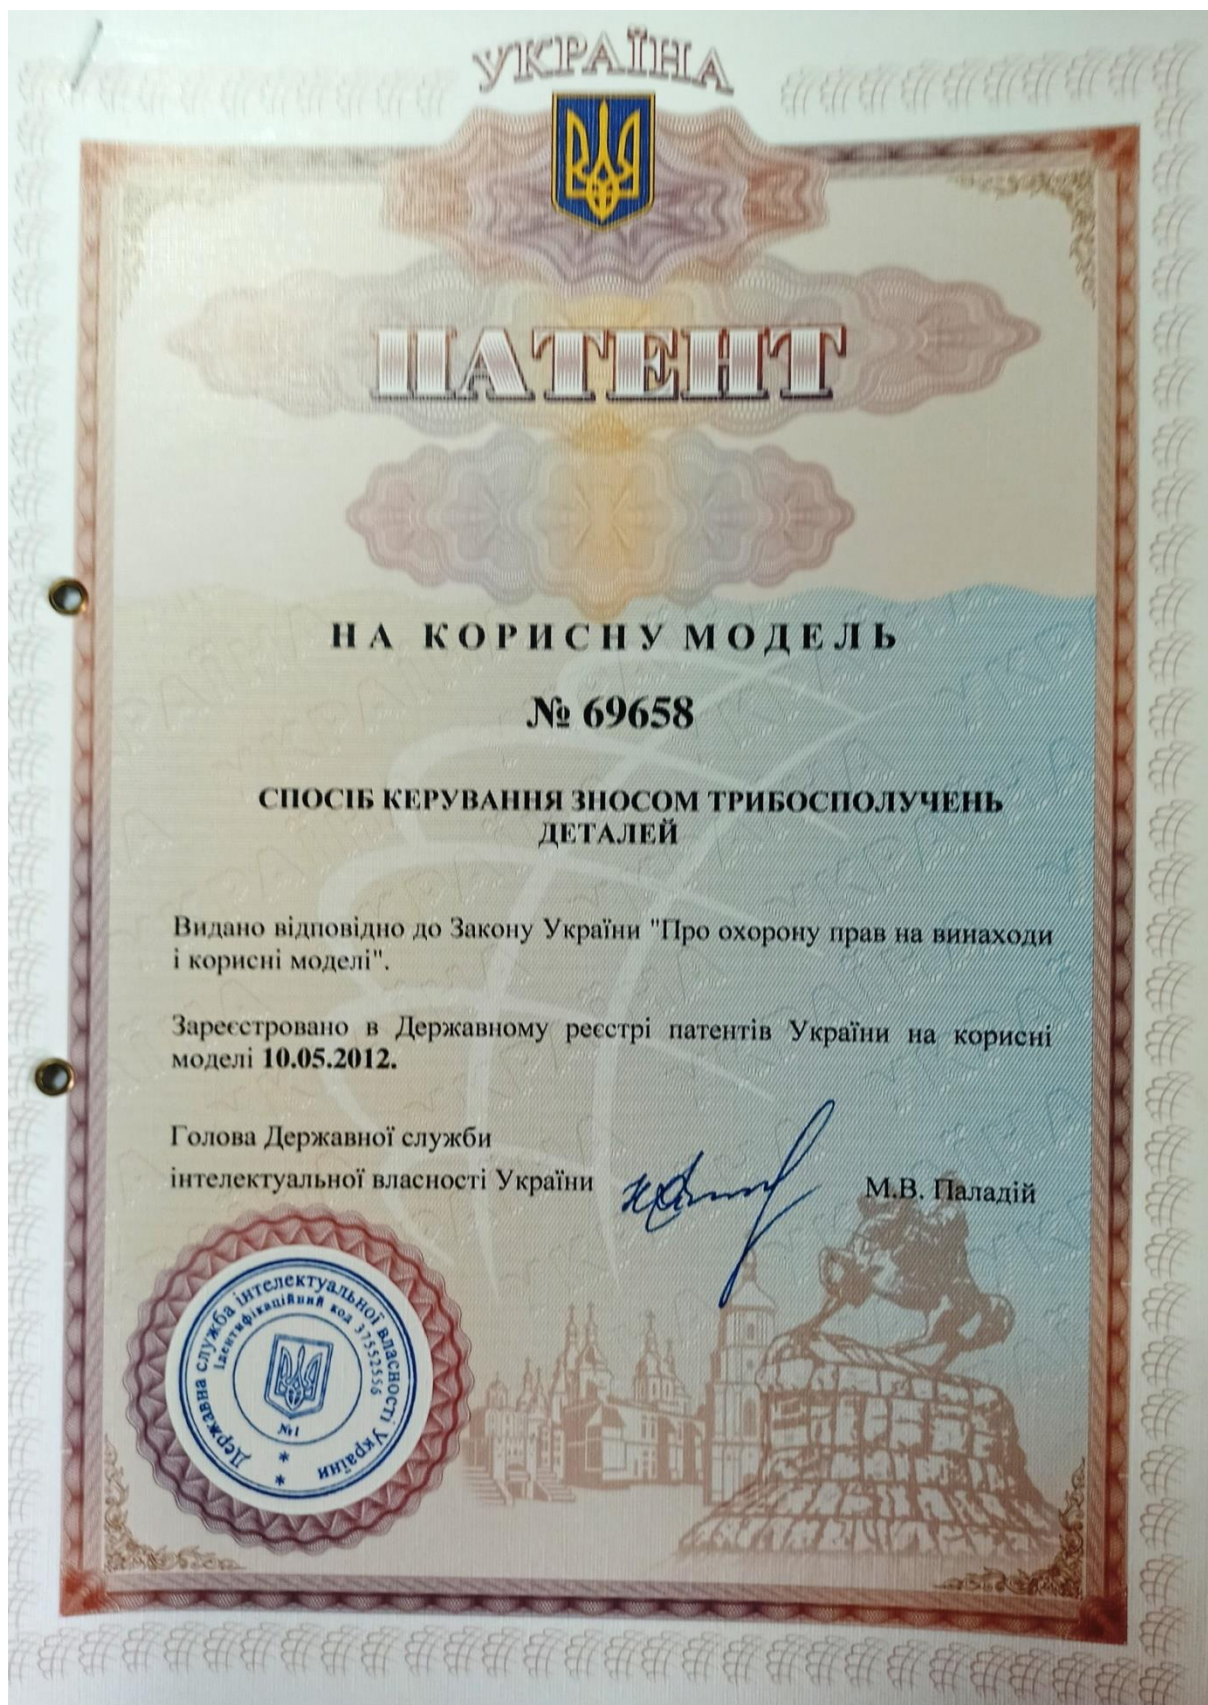 УКРАЇНА
ПАТЕНТ
НА КОРИСНУ МОДЕЛЬ
№ 69658
СПОСІБ КЕРУВАННЯ ЗНОСОМ ТРИБОСПОЛУЧЕНЬ
ДЕТАЛЕЙ
Видано відповідно до Закону України "Про охорону прав на винаходи
і корисні моделі".
Зареєстровано в Державному реєстрі патентів України на корисні
моделі 10.05.2012.
Голова Державної служби
інтелектуальної власності України
М.В. Паладій
Державна служба інтелектуальної власності України
Ідентифікаційний код 37552556
№1
* *